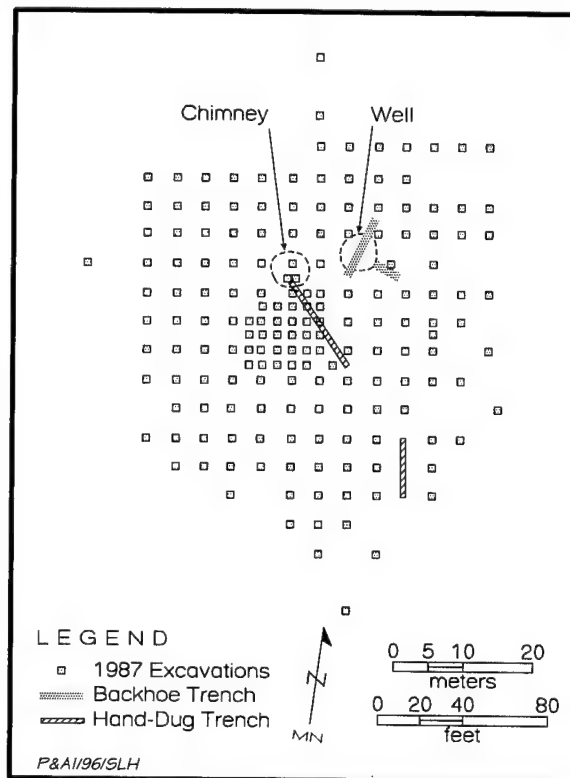 Chimney Well
LEGEND
1987 Excavations
Backhoe Trench
Hand-Dug Trench
N
MN
0 5 10 20
meters
0 20 40 80
feet
P&AI/96/SLH